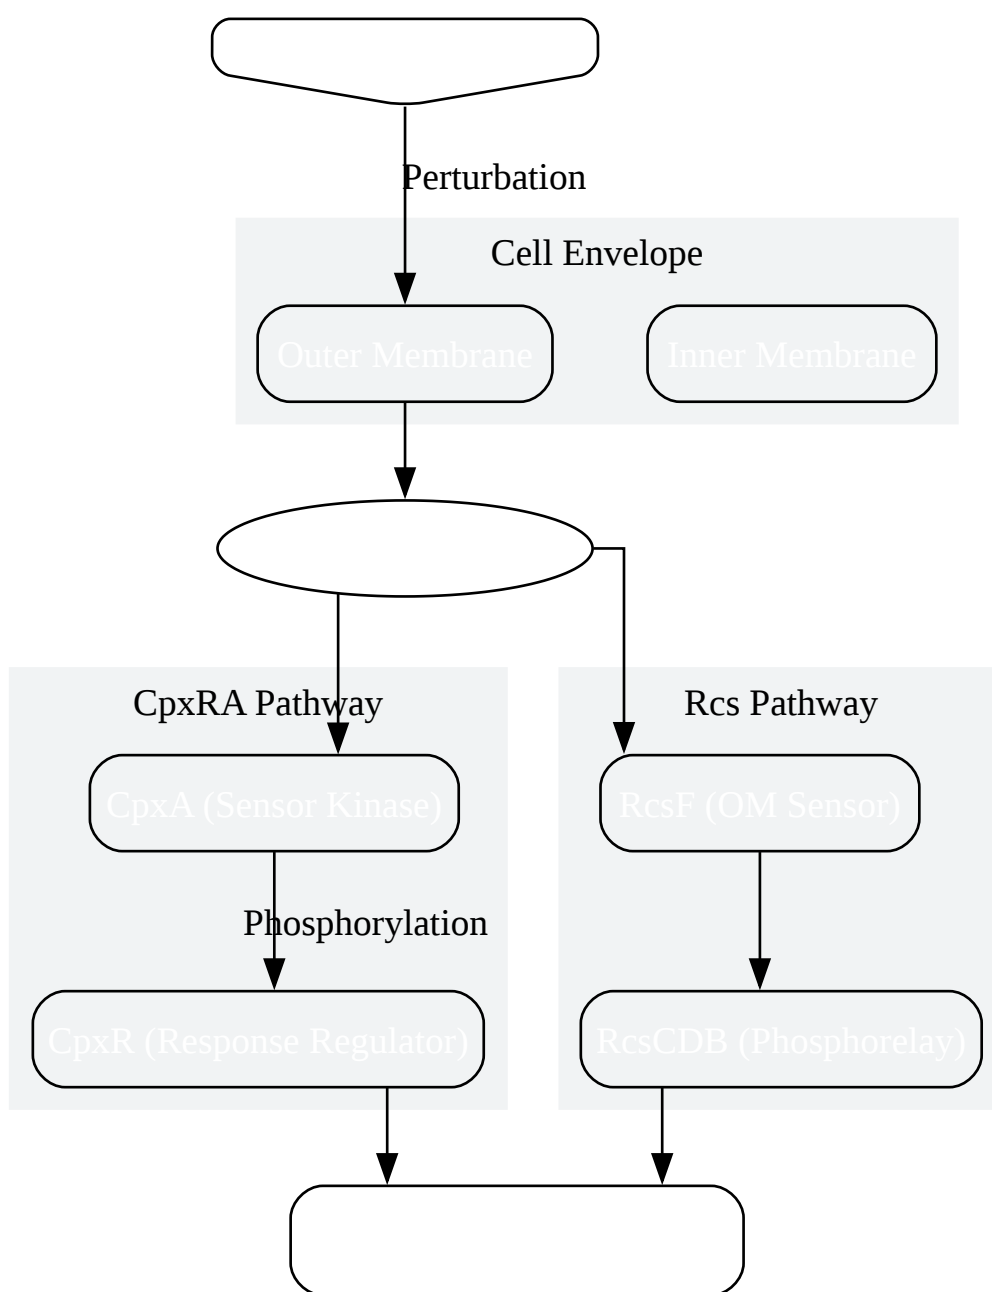 Perturbation
Cell Envelope
Outer Membrane
Inner Membrane
CpxRA Pathway
Rcs Pathway
CpxA (Sensor Kinase)
RcsF (OM Sensor)
Phosphorylation
CpxR (Response Regulator)
RcsCDB (Phosphorelay)